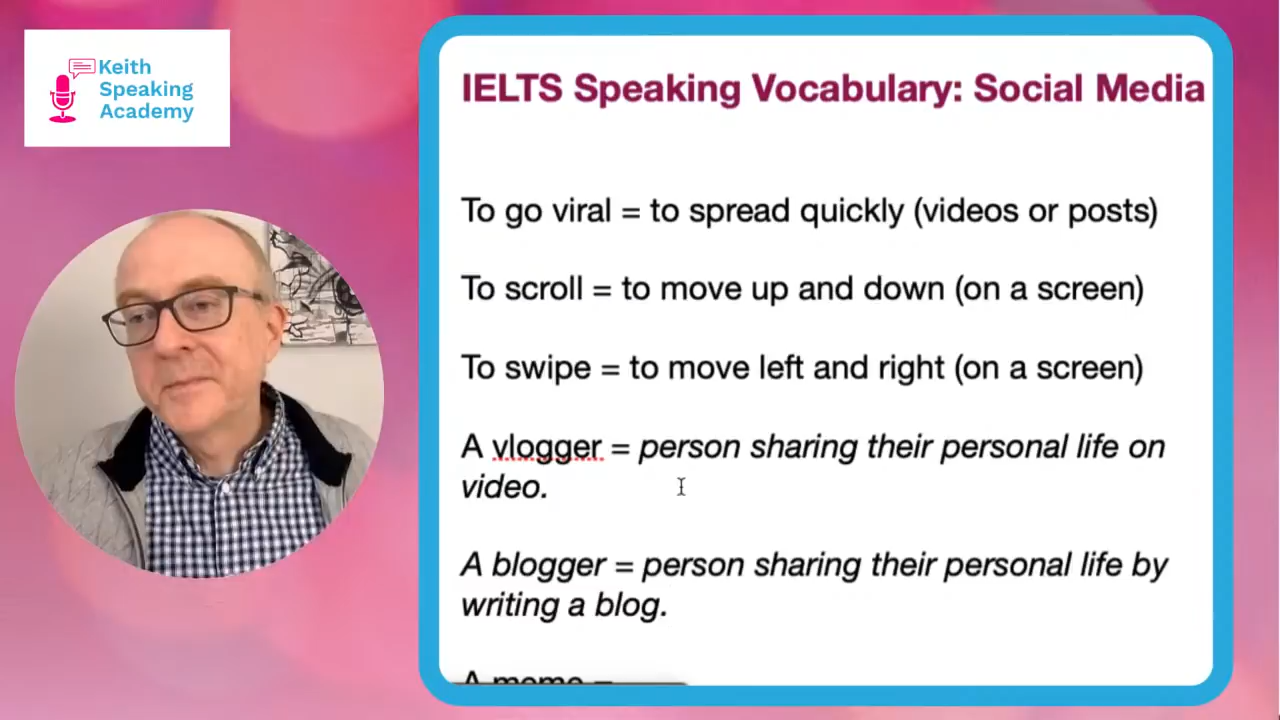 Keith
Speaking
Academy
IELTS Speaking Vocabulary: Social Media
To go viral = to spread quickly (videos or posts)
To scroll = to move up and down (on a screen)
To swipe = to move left and right (on a screen)
A vlogger = person sharing their personal life on
video.
A blogger = person sharing their personal life by
writing a blog.
A meme =